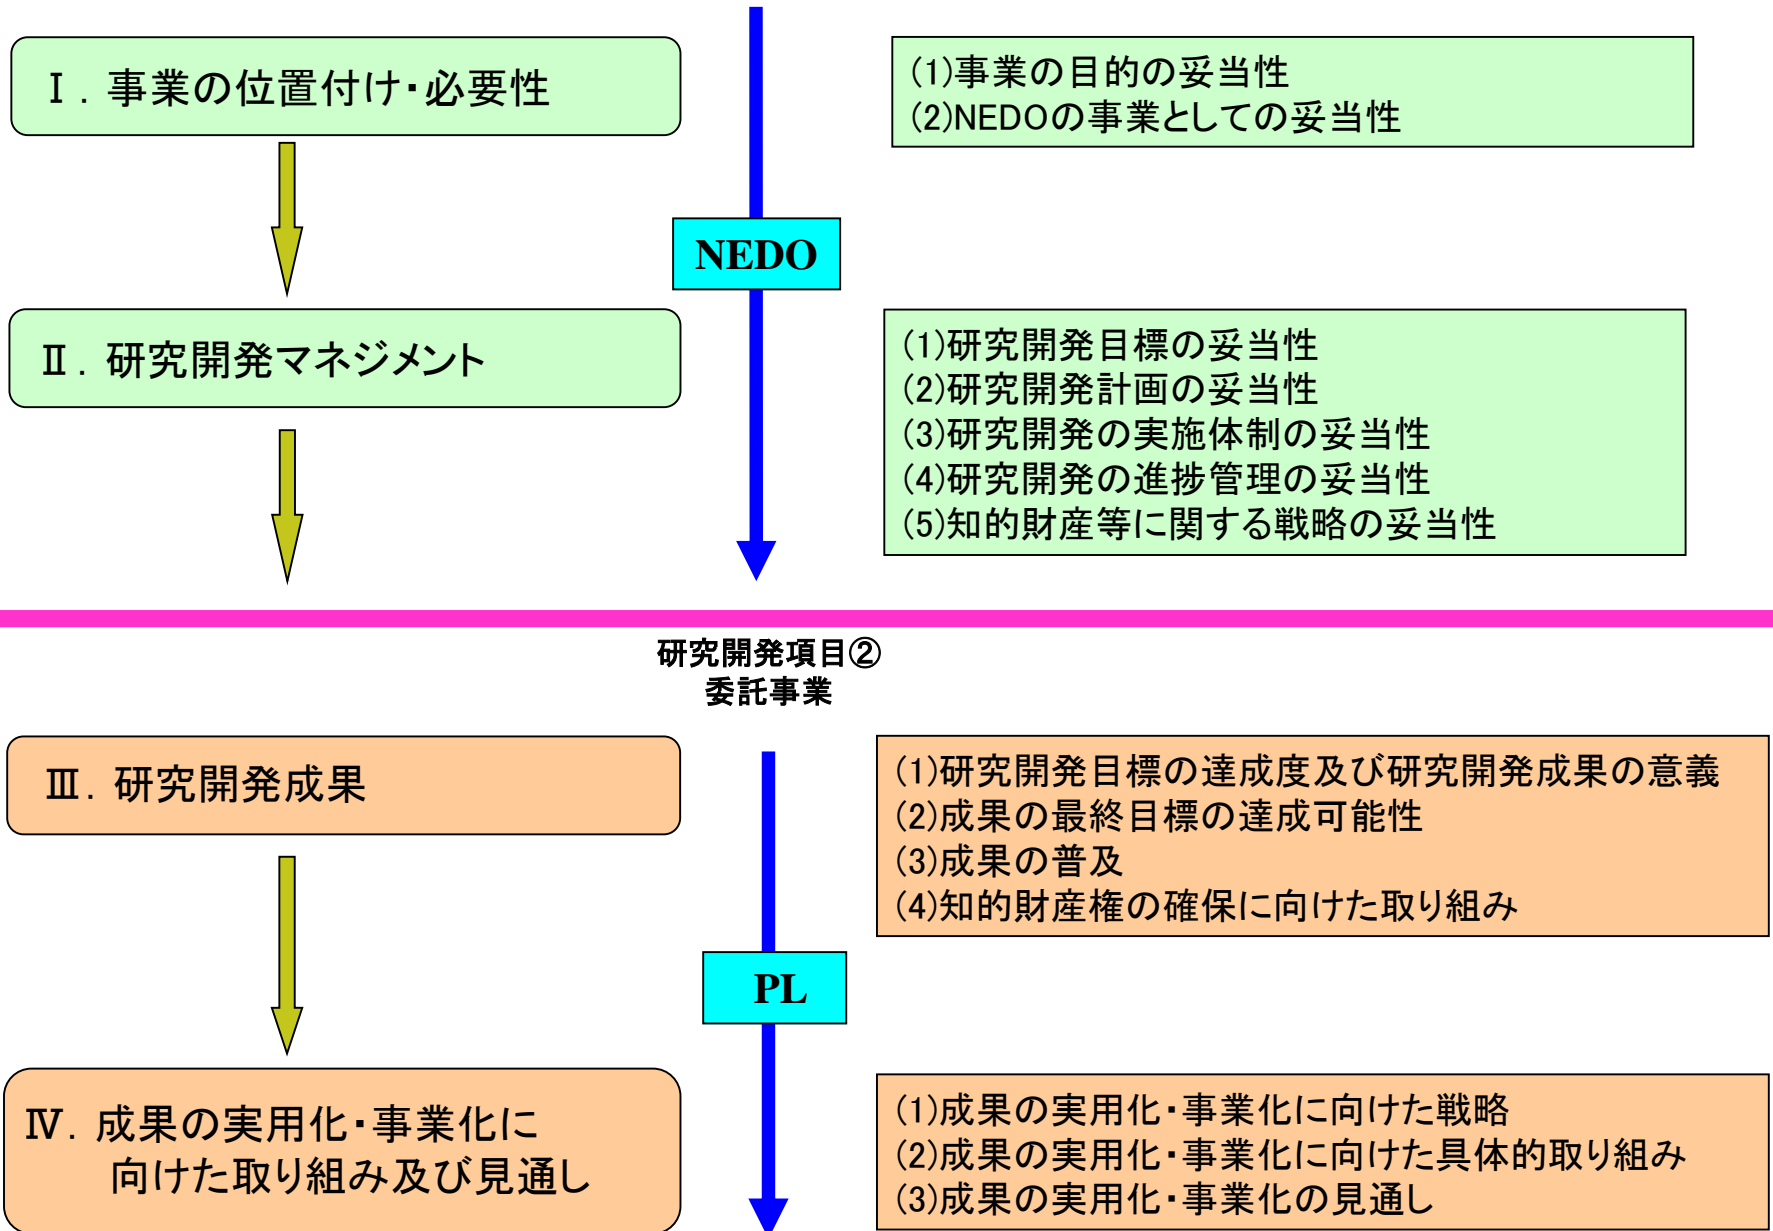 Ⅰ．事業の位置付け・必要性
(1)事業の目的の妥当性
(2)NEDOの事業としての妥当性
NEDO
Ⅱ．研究開発マネジメント
(1)研究開発目標の妥当性
(2)研究開発計画の妥当性
(3)研究開発の実施体制の妥当性
(4)研究開発の進捗管理の妥当性
(5)知的財産等に関する戦略の妥当性
研究開発項目②
委託事業
Ⅲ．研究開発成果
(1)研究開発目標の達成度及び研究開発成果の意義
(2)成果の最終目標の達成可能性
(3)成果の普及
(4)知的財産権の確保に向けた取り組み
PL
Ⅳ．成果の実用化・事業化に
向けた取り組み及び見通し
(1)成果の実用化・事業化に向けた戦略
(2)成果の実用化・事業化に向けた具体的取り組み
(3)成果の実用化・事業化の見通し